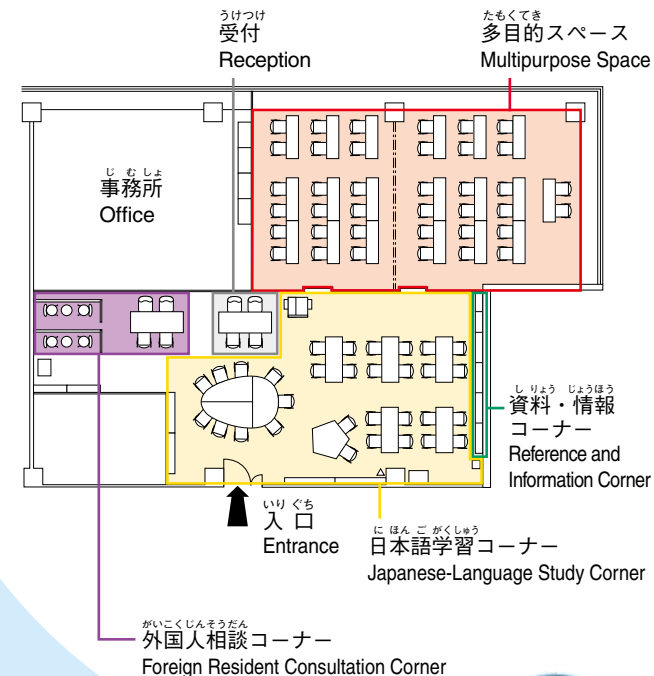 うけつけ
受付
Reception
たもくてき
多目的スペース
Multipurpose Space
じむしょ
事務所
Office
しりょう じょうほう
資料・情報
コーナー
Reference and
Information Corner
いりぐち
入口
Entrance
にほんごがくしゅう
日本語学習コーナー
Japanese-Language Study Corner
がいこくじんそうだん
外国人相談コーナー
Foreign Resident Consultation Corner